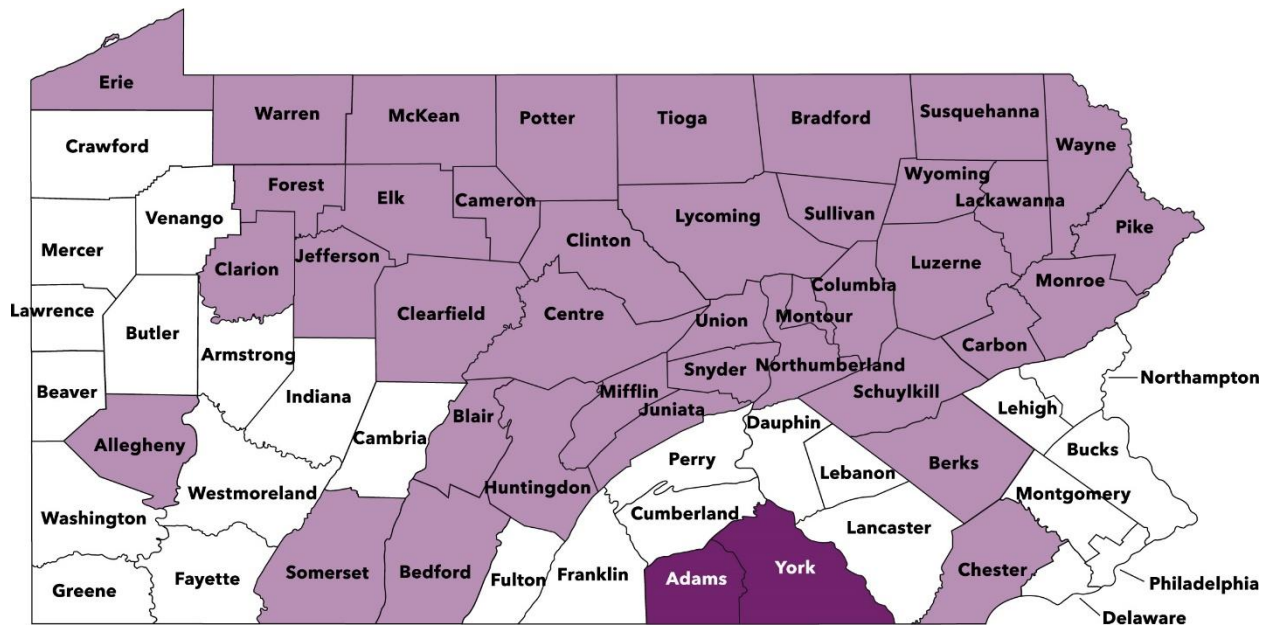 Erie
Warren
McKean
Potter
Tioga
Bradford
Susquehanna
Wayne
Crawford
Forest
Elk
Cameron
Wyoming
Lackawanna
Venango
Lycoming
Sullivan
Pike
Mercer
Clarion
Jefferson
Clinton
Luzerne
Monroe
Lawrence
Butler
Clearfield
Centre
Union
Montour
Columbia
Carbon
Armstrong
Snyder
Northumberland
Northampton
Beaver
Indiana
Blair
Mifflin
Juniata
Schuylkill
Lehigh
Allegheny
Cambria
Dauphin
Bucks
Perry
Lebanon
Berks
Westmoreland
Huntingdon
Montgomery
Washington
Cumberland
Lancaster
Greene
Fayette
Somerset
Bedford
Fulton
Franklin
Adams
York
Chester
Philadelphia
Delaware